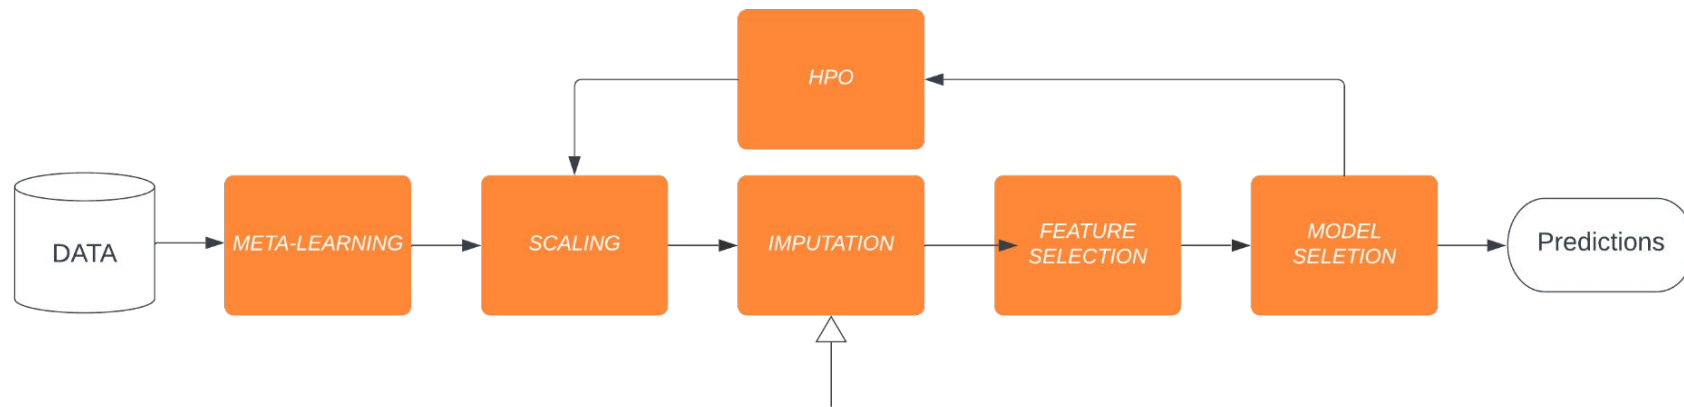 HPO
DATA
META-LEARNING
SCALING
IMPUTATION
FEATURE
SELECTION
MODEL
SELETION
Predictions